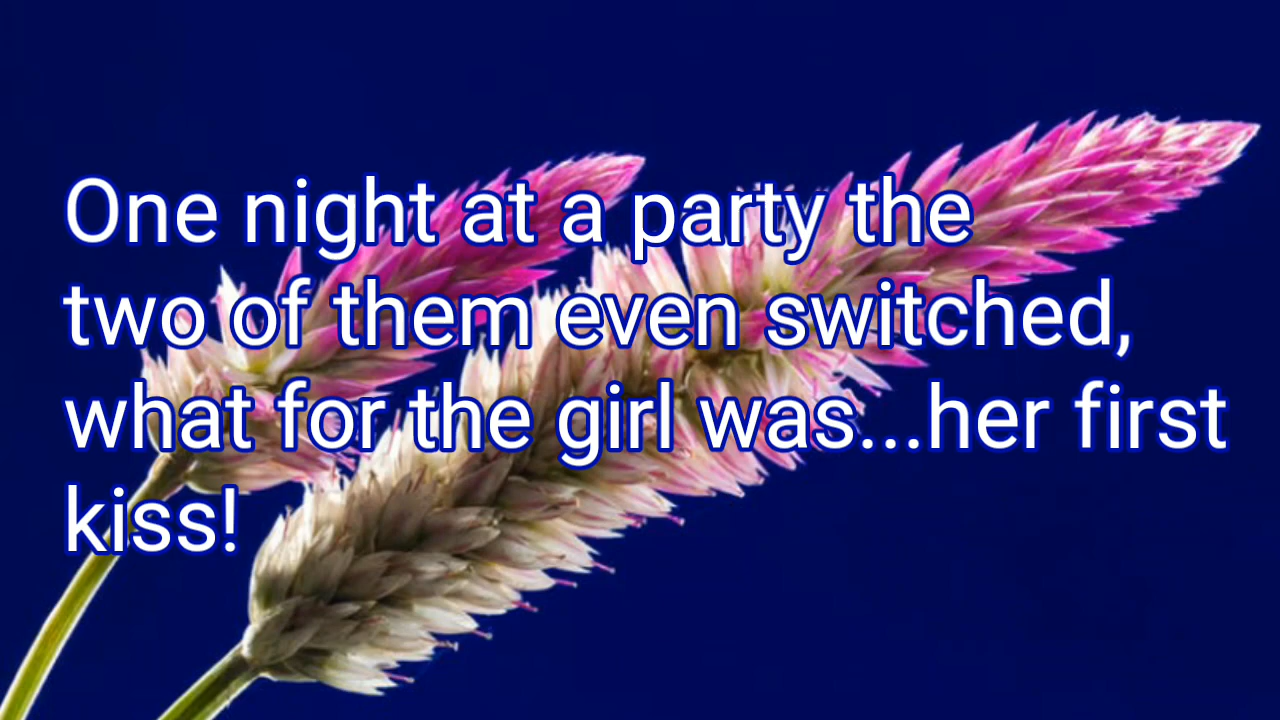 One night at a party the
two of them even switched,
what for the girl was...her first
kiss!